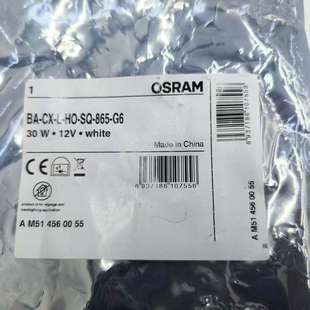 1
OSRAM
BA-CX-L-HO-SQ-865-G6
30 W • 12V • white
Made in China
A M51 456 00 55
A M51 456 00 55